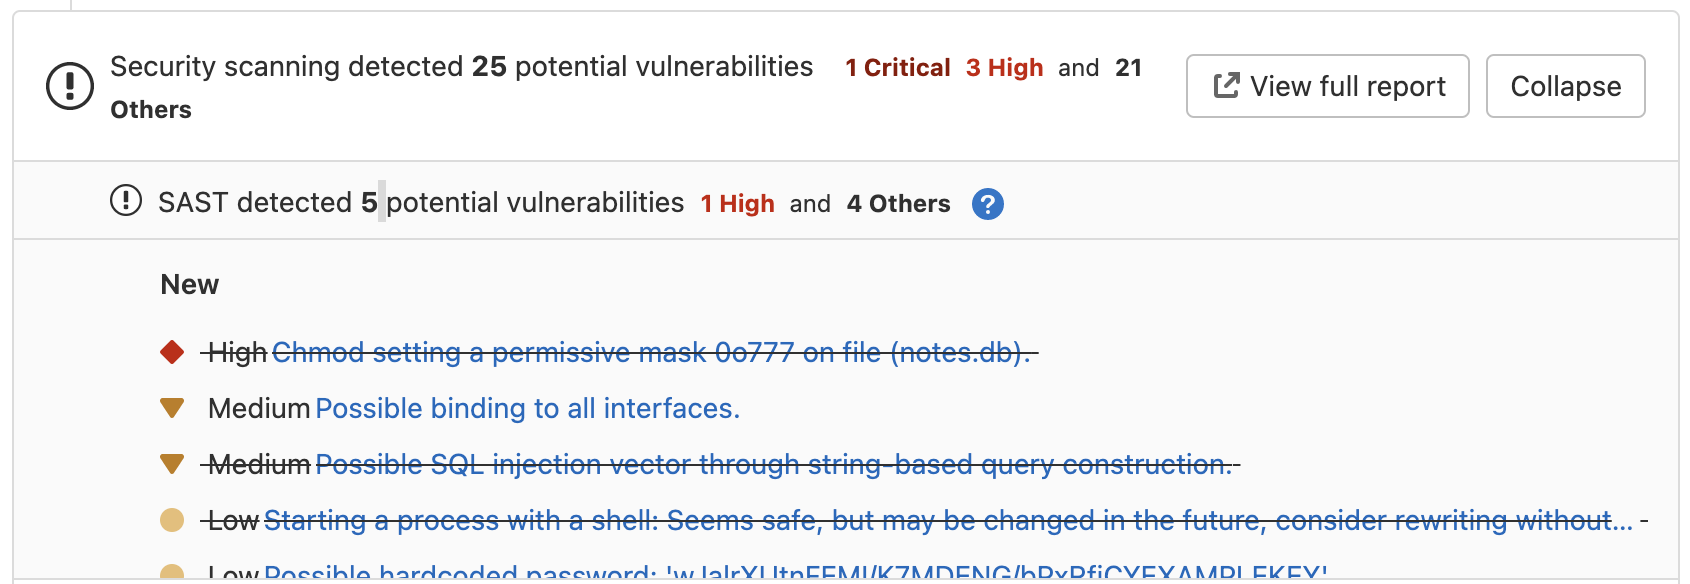 Security scanning detected 25 potential vulnerabilities 1 Critical 3 High and 21
Others
View full report
Collapse
SAST detected 5 potential vulnerabilities 1 High and 4 Others ?
New
High Chmod setting a permissive mask 0o777 on file (notes.db).
Medium Possible binding to all interfaces.
Medium Possible SQL injection vector through string-based query construction.
Low Starting a process with a shell: Seems safe, but may be changed in the future, consider rewriting without...
Low Possible hardcoded password: